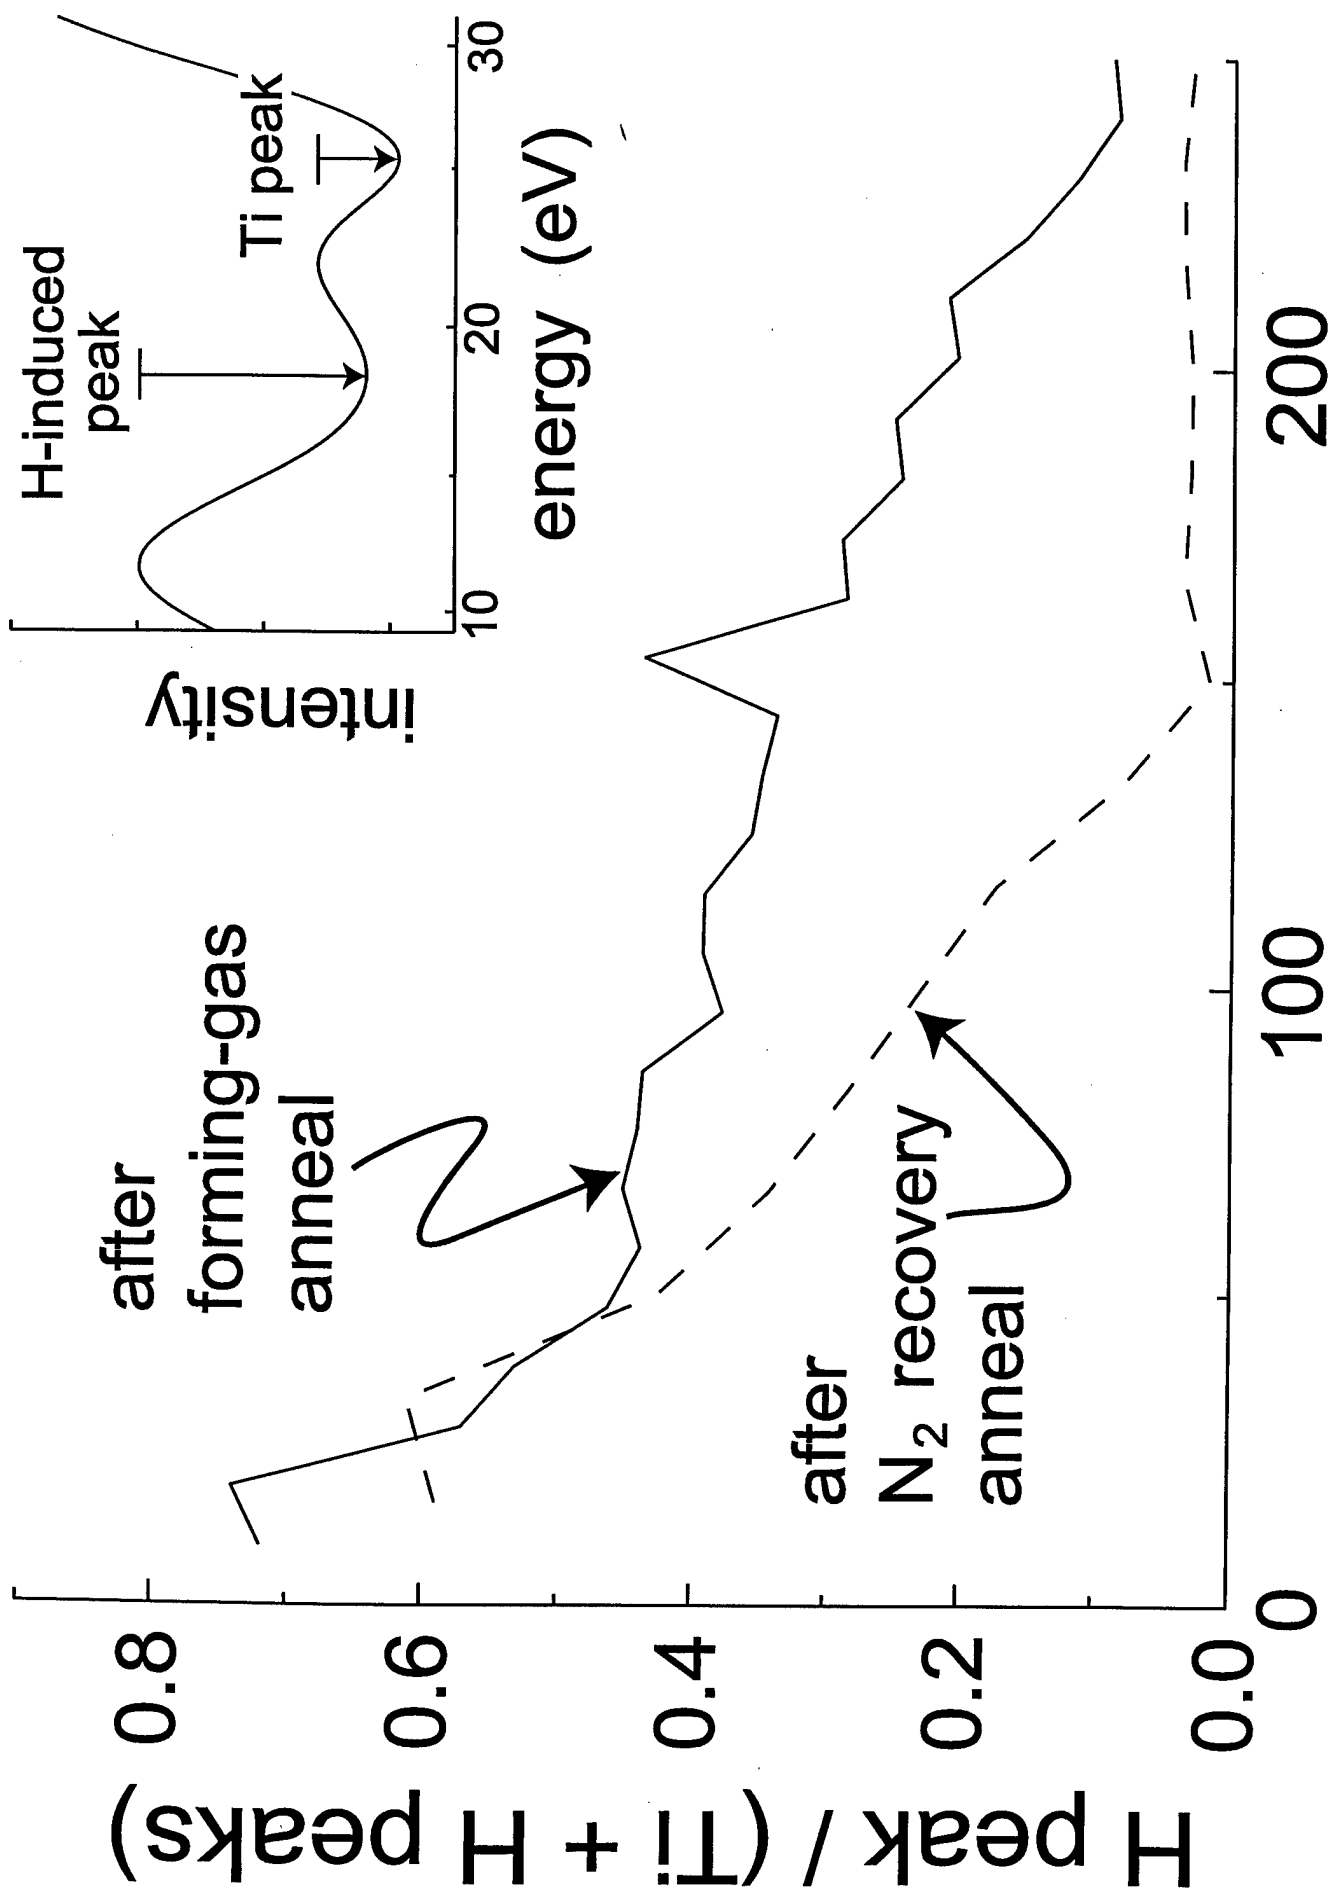 H peak / (Ti + H peaks)
0.8
0.6
0.4
0.2
0.0
0
100
200
after
forming-gas
anneal
after
N₂ recovery
anneal
intensity
H-induced
peak
Ti peak
10
20
30
energy (eV)